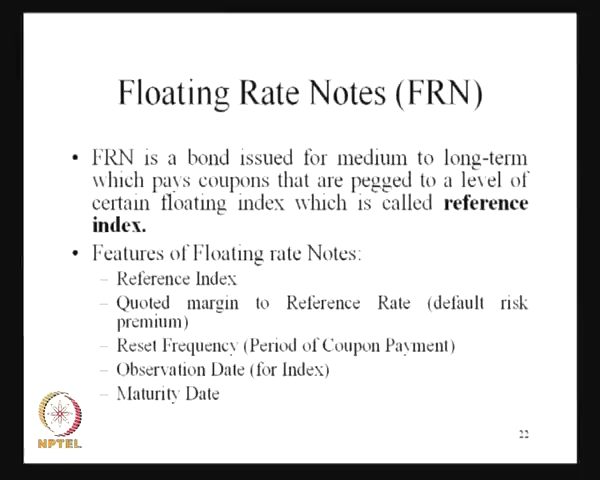 Floating Rate Notes (FRN)
• FRN is a bond issued for medium to long-term
which pays coupons that are pegged to a level of
certain floating index which is called reference
index.
• Features of Floating rate Notes:
– Reference Index
– Quoted margin to Reference Rate (default risk
premium)
– Reset Frequency (Period of Coupon Payment)
– Observation Date (for Index)
– Maturity Date
NPTEL
22